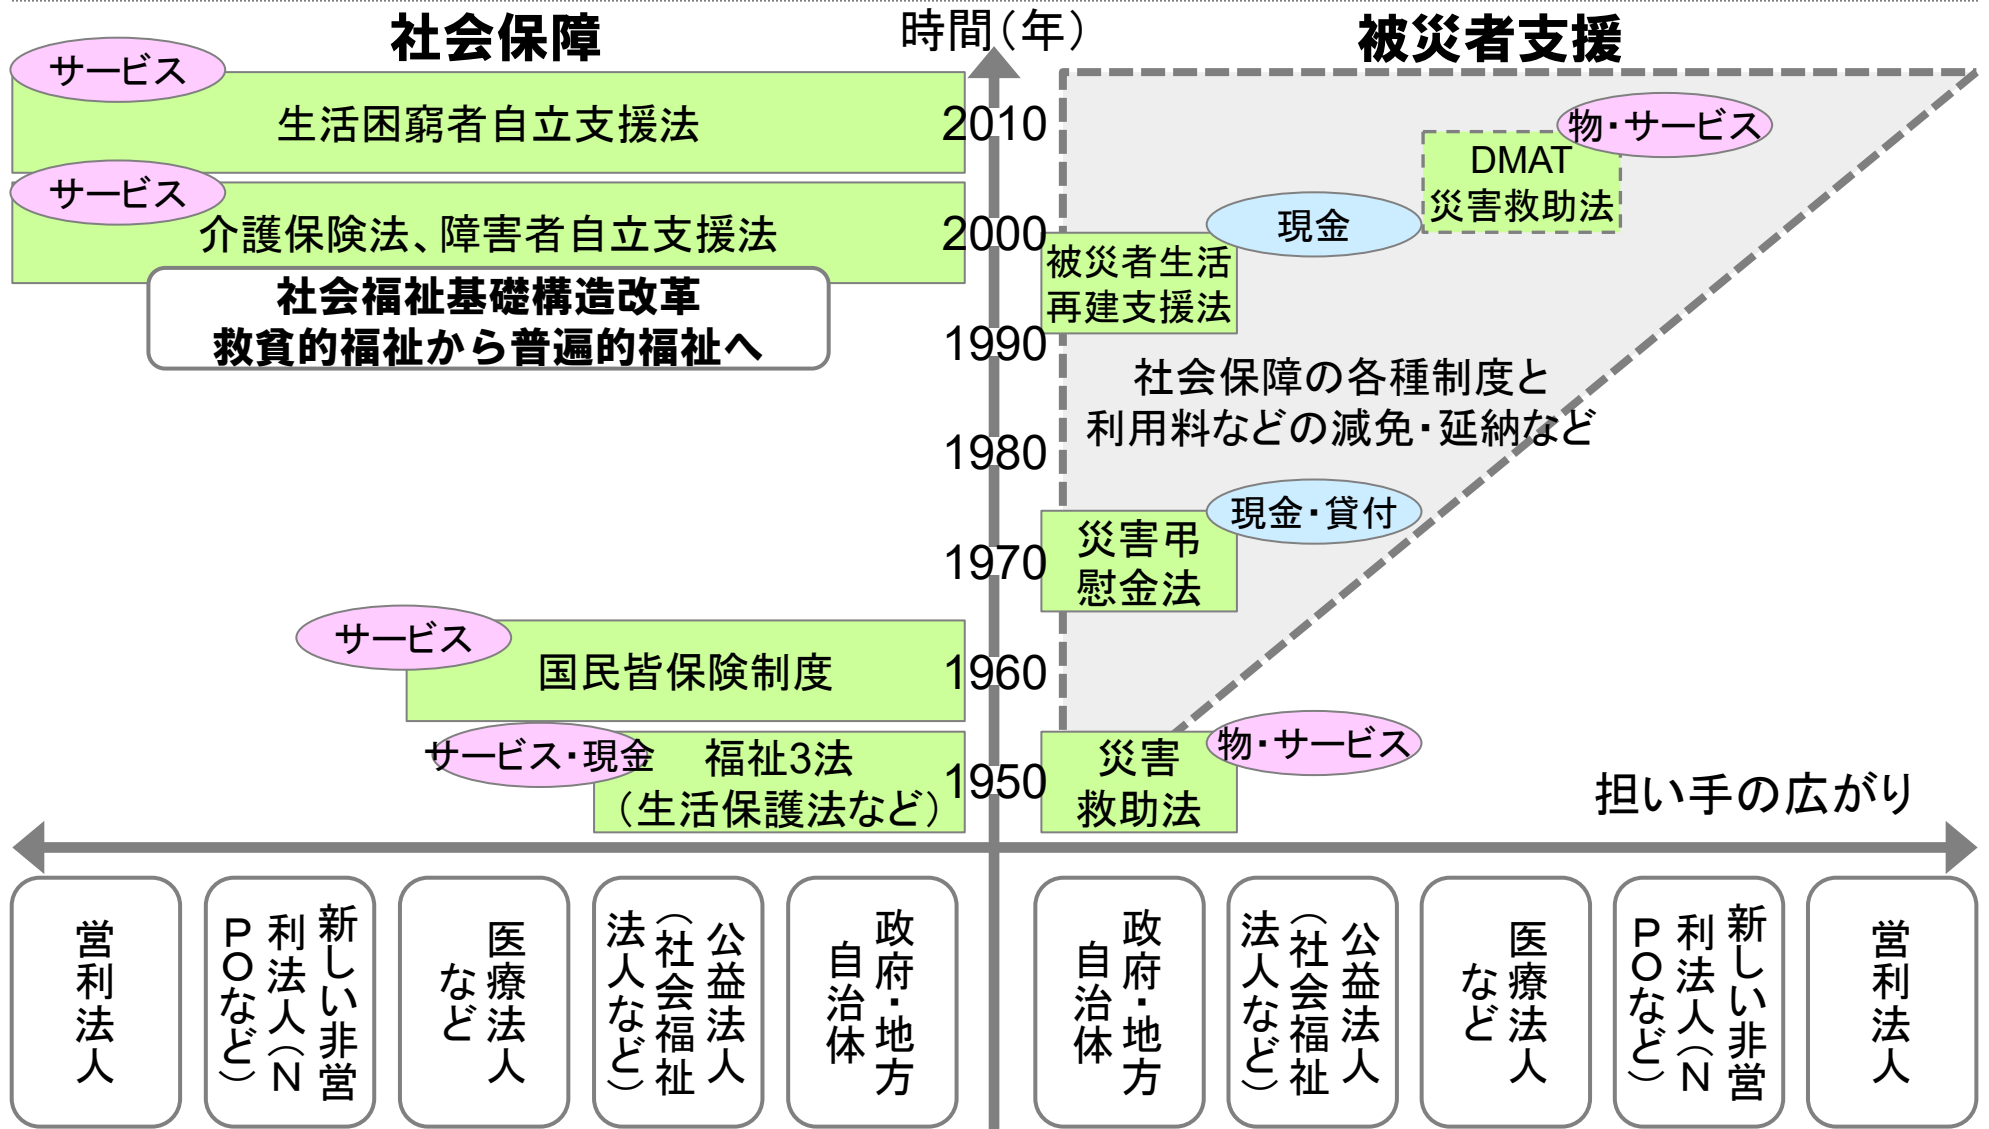 社会保障
時間（年）
被災者支援
サービス
生活困窮者自立支援法
2010
物・サービス
DMAT
災害救助法
サービス
介護保険法、障害者自立支援法
2000
現金
被災者生活
再建支援法
社会福祉基礎構造改革
救貧的福祉から普遍的福祉へ
1990
社会保障の各種制度と
利用料などの減免・延納など
1980
現金・貸付
災害弔
慰金法
1970
サービス
国民皆保険制度
1960
サービス・現金
福祉3法
（生活保護法など）
1950
災害
救助法
物・サービス
担い手の広がり
営利法人
新しい非営
利法人（N
POなど）
医療法人
など
公益法人
（社会福祉
法人など）
政府・地方
自治体
政府・地方
自治体
公益法人
（社会福祉
法人など）
医療法人
など
新しい非営
利法人（N
POなど）
営利法人